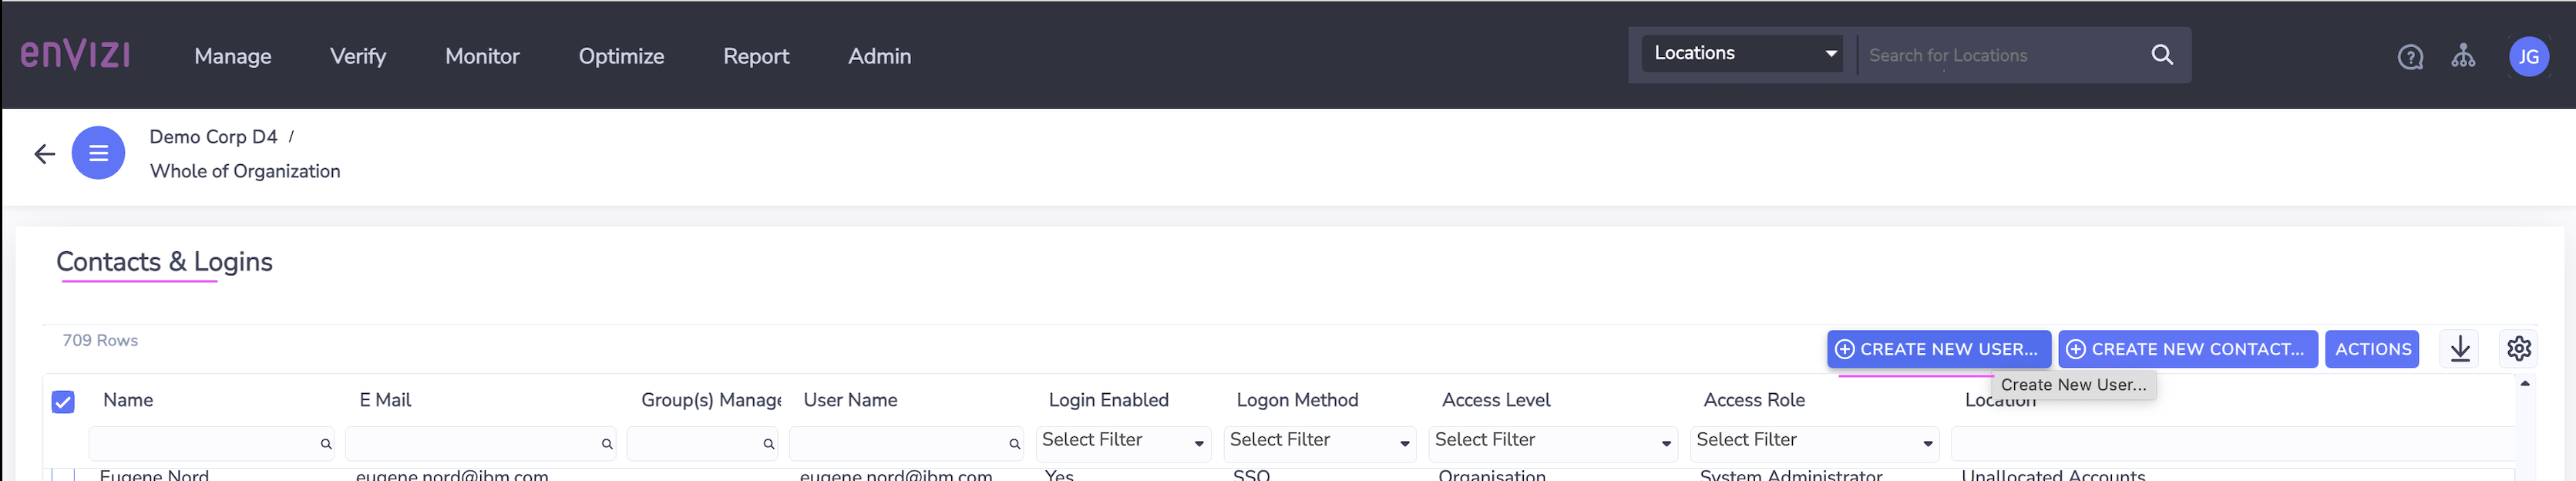 enVizi Manage Verify Monitor Optimize Report Admin Locations Search for Locations JG
Demo Corp D4 /
Whole of Organization
Contacts & Logins
709 Rows CREATE NEW USER... CREATE NEW CONTACT... ACTIONS
Create New User...
Name E Mail Group(s) Manage User Name Login Enabled Logon Method Access Level Access Role Location
Select Filter Select Filter Select Filter Select Filter
Eugene Nord eugene.nord@ibm.com eugene.nord@ibm.com Yes SSO Organisation System Administrator Unallocated Accounts